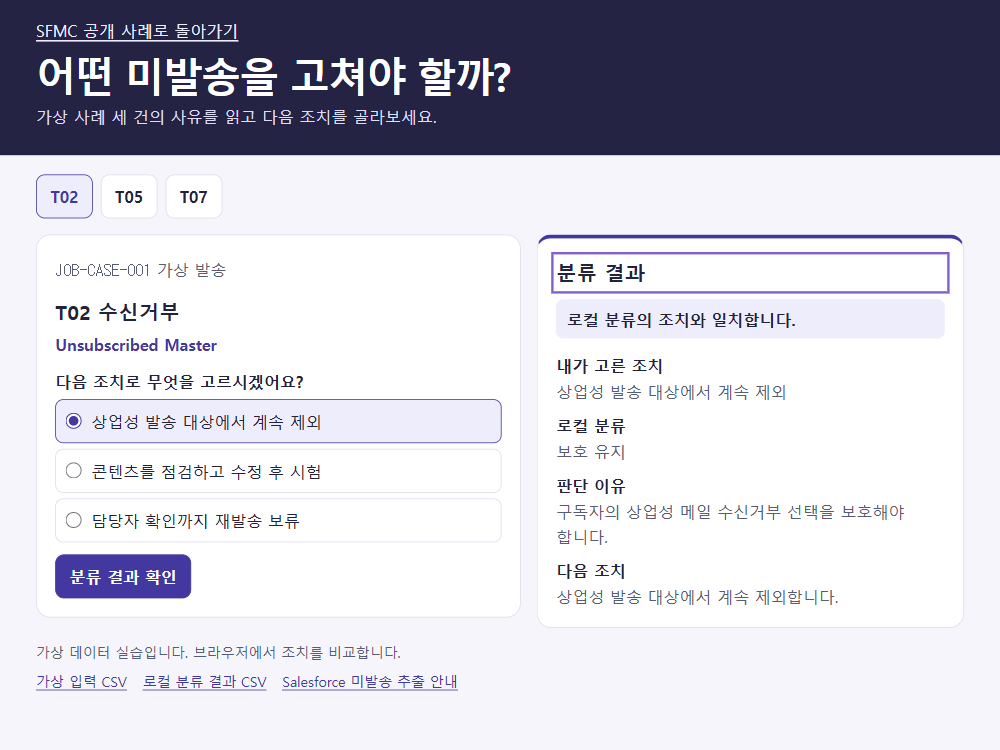 SFMC 공개 사례로 돌아가기
어떤 미발송을 고쳐야 할까?
가상 사례 세 건의 사유를 읽고 다음 조치를 골라보세요.
T02
T05
T07
JOB-CASE-001 가상 발송
T02 수신거부
Unsubscribed Master
다음 조치로 무엇을 고르시겠어요?
상업성 발송 대상에서 계속 제외
콘텐츠를 점검하고 수정 후 시험
담당자 확인까지 재발송 보류
분류 결과 확인
분류 결과
로컬 분류의 조치와 일치합니다.
내가 고른 조치
상업성 발송 대상에서 계속 제외
로컬 분류
보호 유지
판단 이유
구독자의 상업성 메일 수신거부 선택을 보호해야
합니다.
다음 조치
상업성 발송 대상에서 계속 제외합니다.
가상 데이터 실습입니다. 브라우저에서 조치를 비교합니다.
가상 입력 CSV
로컬 분류 결과 CSV
Salesforce 미발송 추출 안내